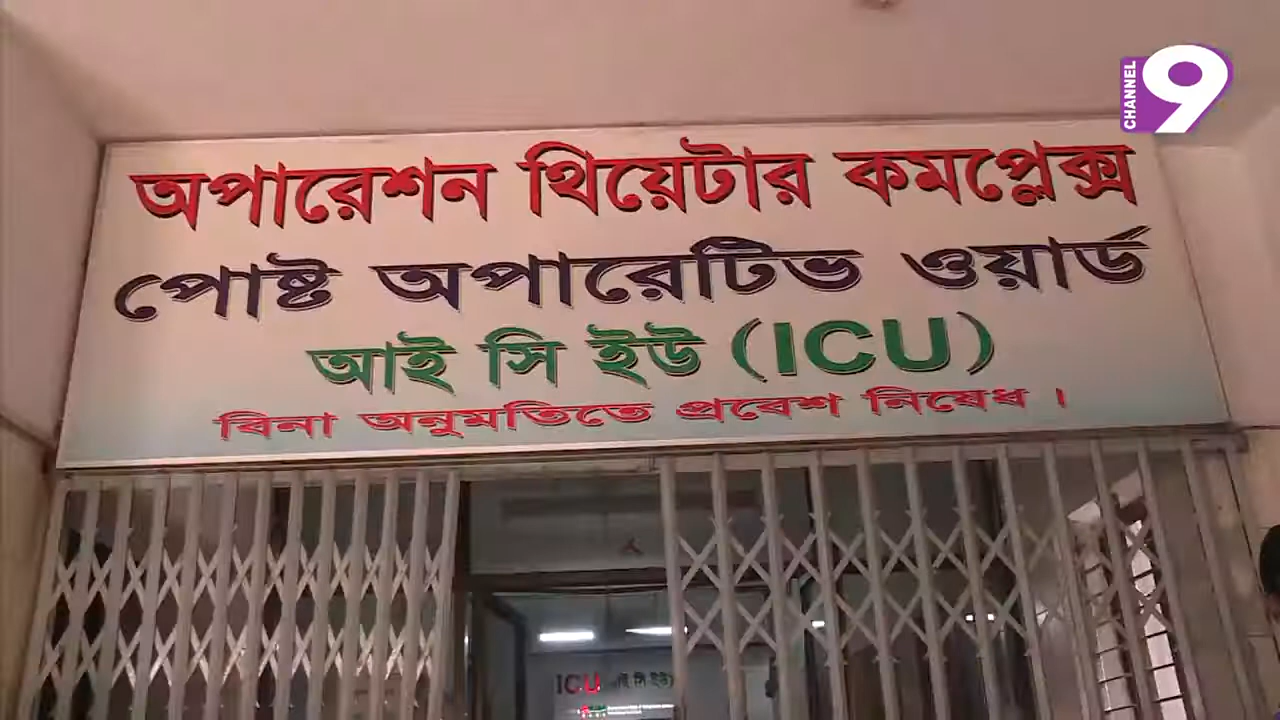 CHANNEL 9
অপারেশন থিয়েটার কমপ্লেক্স
পোষ্ট অপারেটিভ ওয়ার্ড
আই সি ইউ (ICU)
বিনা অনুমতিতে প্রবেশ নিষেধ।
ICU